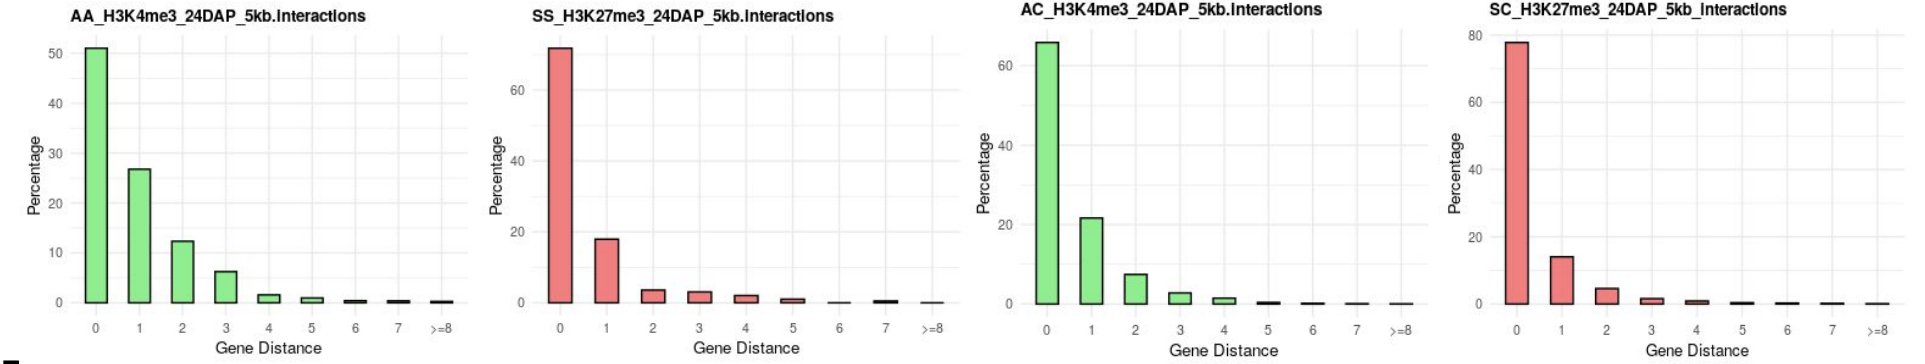 AA_H3K4me3_24DAP_5kb.interactions
50
40
30
20
10
0
Percentage
0 1 2 3 4 5 6 7 >=8
Gene Distance
SS_H3K27me3_24DAP_5kb.interactions
60
40
20
0
Percentage
0 1 2 3 4 5 6 7 >=8
Gene Distance
AC_H3K4me3_24DAP_5kb.interactions
60
40
20
0
Percentage
0 1 2 3 4 5 6 7 >=8
Gene Distance
SC_H3K27me3_24DAP_5kb_interactions
80
60
40
20
0
Percentage
0 1 2 3 4 5 6 7 >=8
Gene Distance